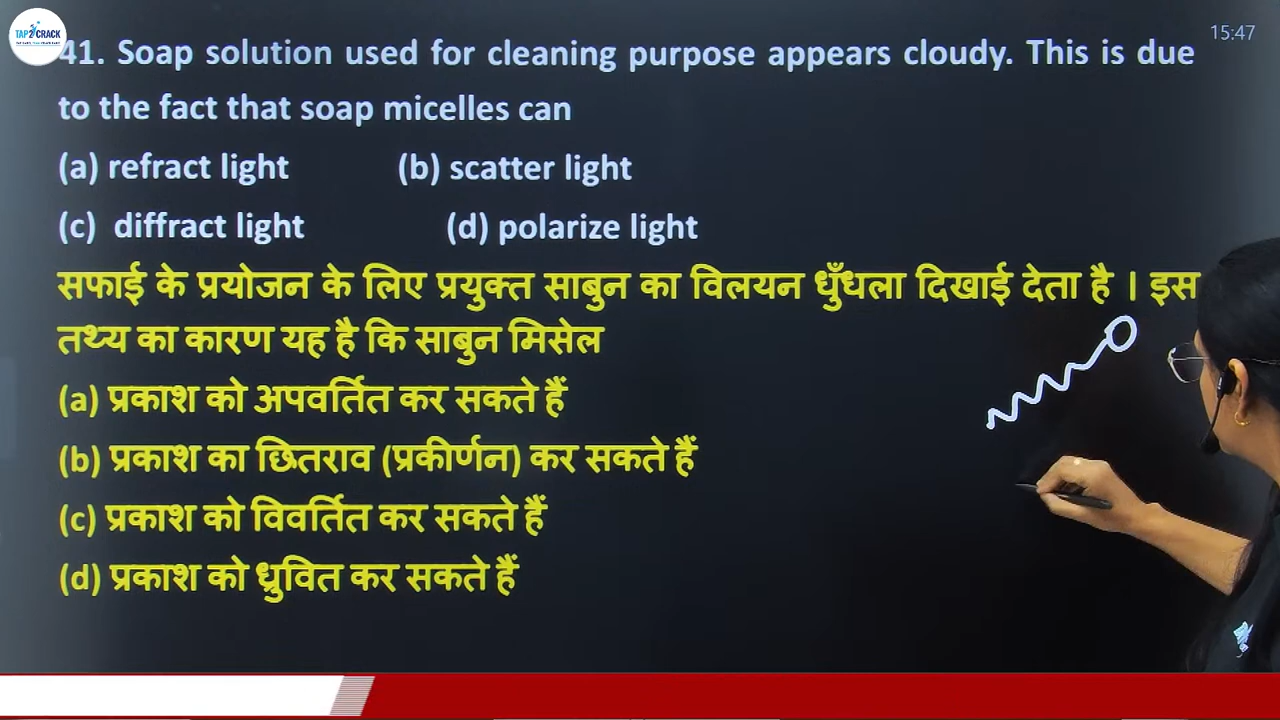 TAP2CRACK
15:47
41. Soap solution used for cleaning purpose appears cloudy. This is due
to the fact that soap micelles can
(a) refract light (b) scatter light
(c) diffract light (d) polarize light
सफाई के प्रयोजन के लिए प्रयुक्त साबुन का विलयन धुँधला दिखाई देता है । इस
तथ्य का कारण यह है कि साबुन मिसेल
(a) प्रकाश को अपवर्तित कर सकते हैं
(b) प्रकाश का छितराव (प्रकीर्णन) कर सकते हैं
(c) प्रकाश को विवर्तित कर सकते हैं
(d) प्रकाश को ध्रुवित कर सकते हैं